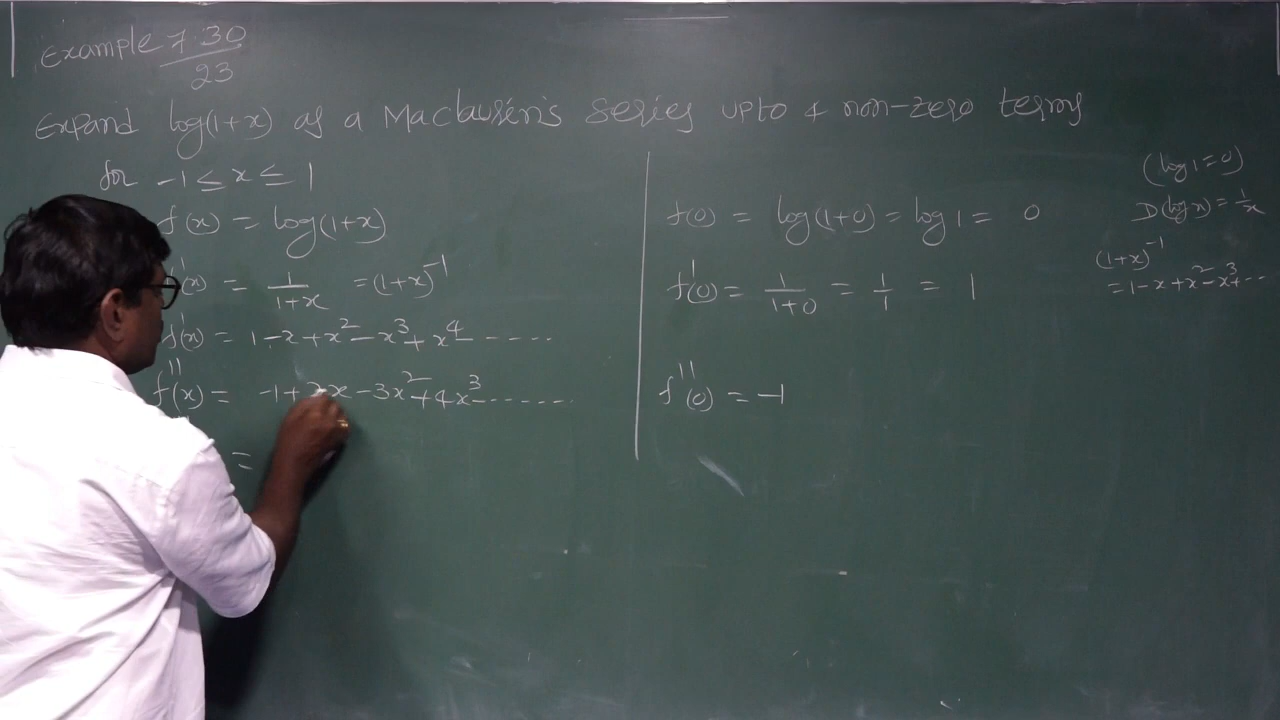 Example 7.30
23
Expand log(1+x) as a Maclaurin's series upto 4 non-zero terms
for -1 ≤ x ≤ 1
f(x) = log(1+x)
f'(x) = 1/(1+x) = (1+x)^-1
f'(x) = 1-x+x^2-x^3+x^4-.....
f''(x) = -1+2x-3x^2+4x^3-......
=
f(0) = log(1+0) = log 1 = 0
f'(0) = 1/(1+0) = 1/1 = 1
f''(0) = -1
(log 1=0)
D(log x) = 1/x
(1+x)^-1
= 1-x+x^2-x^3+...